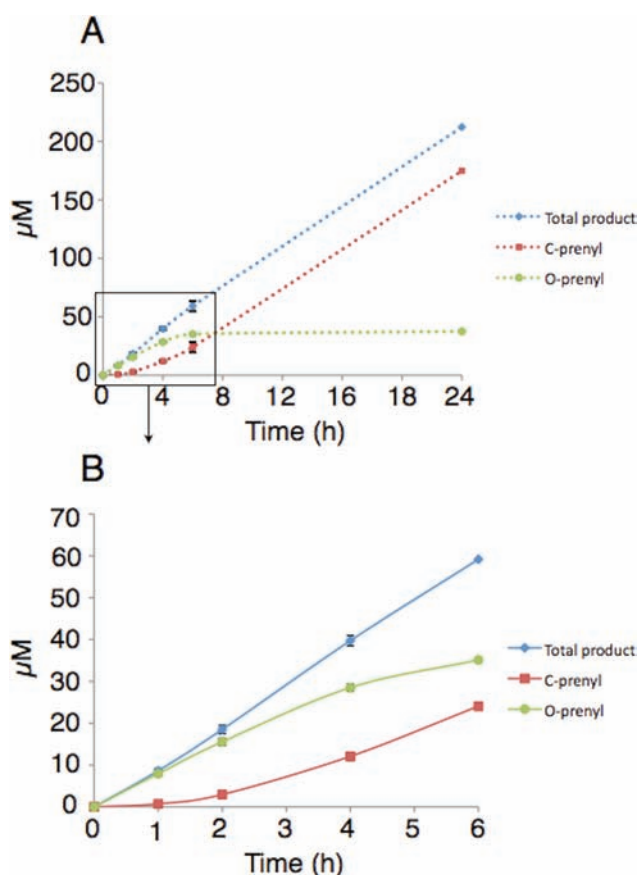 A
250
200
150
100
50
0
µM
0 4 8 12 12 18 24
Time (h)
Total product
C-prenyl
O-prenyl
B
70
60
50
40
30
20
10
0
µM
0 1 2 3 4 5 6
Time (h)
Total product
C-prenyl
O-prenyl